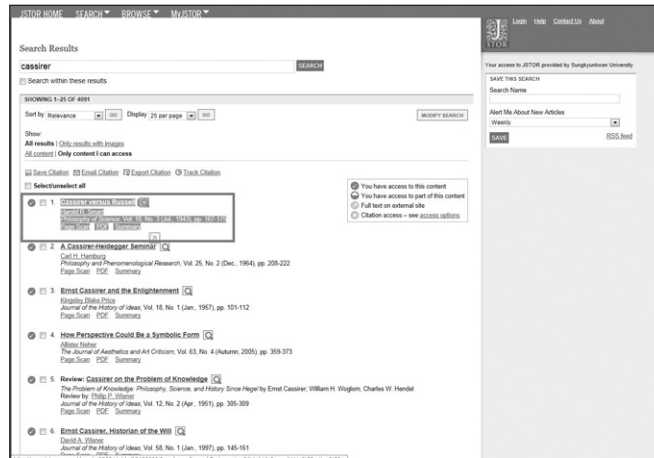 JSTOR HOME SEARCH BROWSE MyJSTOR
Search Results
cassirer
SEARCH
Search within these results
SHOWING 1-25 OF 4091
Sort by Relevance GO Display 25 per page GO
MODIFY SEARCH
Show:
All results | Only results with images
All content | Only content I can access
Save Citation Email Citation Export Citation Track Citation
Select/unselect all
You have access to this content
You have access to part of this content
Full text on external site
Citation access – see access options
1. Cassirer versus Russell
Harold R. Smart
Philosophy of Science, Vol. 10, No. 3 (Jul., 1943), pp. 167-175
Page Scan PDF Summary
2. A Cassirer-Heidegger Seminar
Carl H. Hamburg
Philosophy and Phenomenological Research, Vol. 25, No. 2 (Dec., 1964), pp. 208-222
Page Scan PDF Summary
3. Ernst Cassirer and the Enlightenment
Kingsley Blake Price
Journal of the History of Ideas, Vol. 18, No. 1 (Jan., 1957), pp. 101-112
Page Scan PDF Summary
4. How Perspective Could Be a Symbolic Form
Allister Neher
The Journal of Aesthetics and Art Criticism, Vol. 63, No. 4 (Autumn, 2005), pp. 359-373
Page Scan PDF Summary
5. Review: Cassirer on the Problem of Knowledge
The Problem of Knowledge: Philosophy, Science, and History Since Hegel by Ernst Cassirer; William H. Woglom; Charles W. Hendel
Review by: Philip P. Wiener
Journal of the History of Ideas, Vol. 12, No. 2 (Apr., 1951), pp. 305-309
Page Scan PDF Summary
6. Ernst Cassirer, Historian of the Will
David A. Wisner
Journal of the History of Ideas, Vol. 58, No. 1 (Jan., 1997), pp. 145-161
JSTOR
Login Help Contact Us About
Your access to JSTOR provided by Sungkyunkwan University
SAVE THIS SEARCH
Search Name
Alert Me About New Articles
Weekly
SAVE
RSS feed